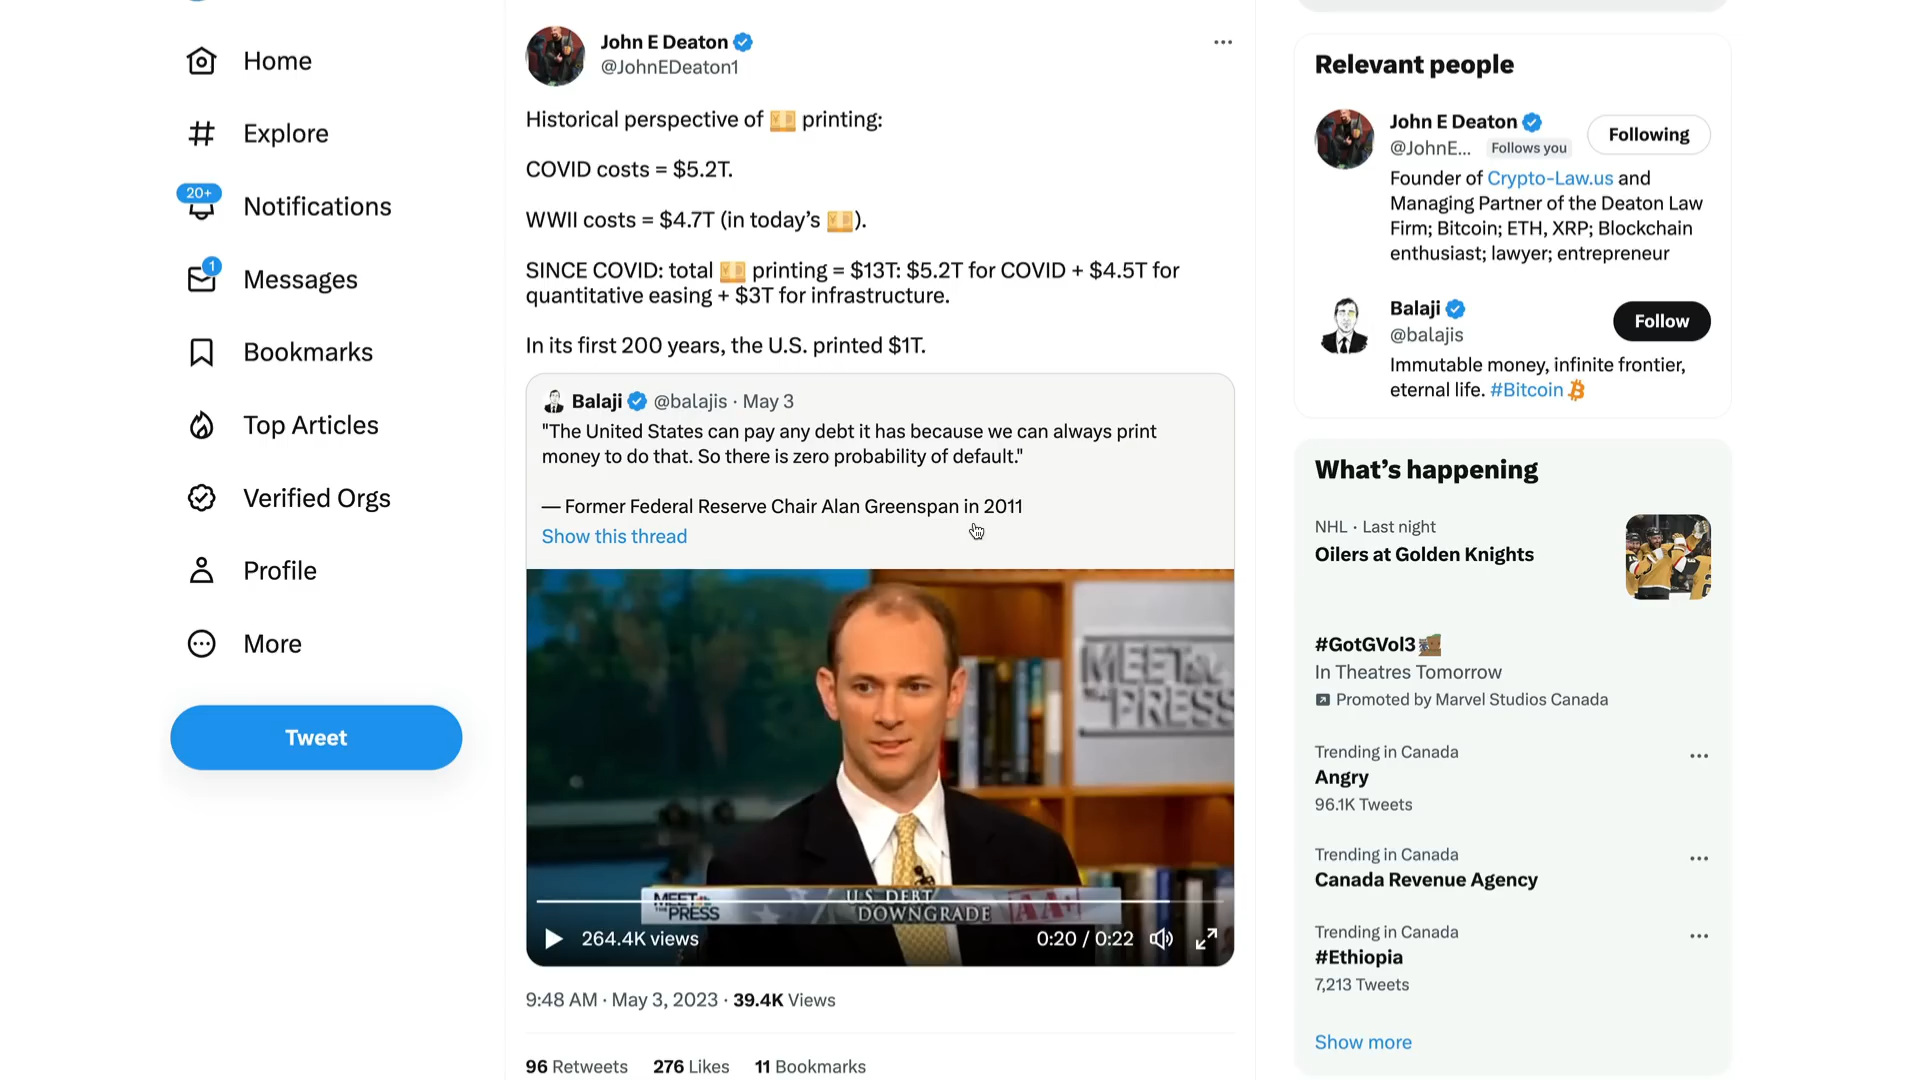 Home
Explore
20+
Notifications
1
Messages
Bookmarks
Top Articles
Verified Orgs
Profile
More
Tweet
John E Deaton
@JohnEDeaton1
Historical perspective of 💴 printing:
COVID costs = $5.2T.
WWII costs = $4.7T (in today’s 💴).
SINCE COVID: total 💴 printing = $13T: $5.2T for COVID + $4.5T for
quantitative easing + $3T for infrastructure.
In its first 200 years, the U.S. printed $1T.
Balaji @balajis · May 3
"The United States can pay any debt it has because we can always print
money to do that. So there is zero probability of default."
— Former Federal Reserve Chair Alan Greenspan in 2011
Show this thread
MEET
THE PRESS
MEET
THE PRESS
U.S. DEBT
DOWNGRADE
AA+
264.4K views
0:20 / 0:22
9:48 AM · May 3, 2023 · 39.4K Views
96 Retweets 276 Likes 11 Bookmarks
Relevant people
John E Deaton
@JohnE... Follows you
Following
Founder of Crypto-Law.us and
Managing Partner of the Deaton Law
Firm; Bitcoin; ETH, XRP; Blockchain
enthusiast; lawyer; entrepreneur
Balaji
@balajis
Follow
Immutable money, infinite frontier,
eternal life. #Bitcoin
What’s happening
NHL · Last night
Oilers at Golden Knights
#GotGVol3
In Theatres Tomorrow
Promoted by Marvel Studios Canada
Trending in Canada
Angry
96.1K Tweets
Trending in Canada
Canada Revenue Agency
Trending in Canada
#Ethiopia
7,213 Tweets
Show more